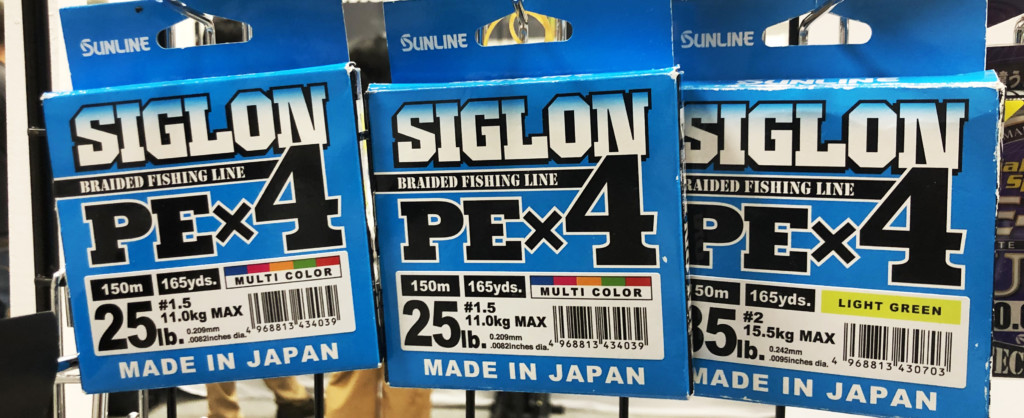 SUNLINE
SIGLON
BRAIDED FISHING LINE
PE×4
150m 165yds. MULTI COLOR
25lb. #1.5
11.0kg MAX
0.209mm
.0082inches dia.
4 968813 434039
MADE IN JAPAN
SUNLINE
SIGLON
BRAIDED FISHING LINE
PE×4
150m 165yds. MULTI COLOR
25lb. #1.5
11.0kg MAX
0.209mm
.0082inches dia.
4 968813 434039
MADE IN JAPAN
SUNLINE
SUNLINE
SIGLON
BRAIDED FISHING LINE
PE×4
150m 165yds. LIGHT GREEN
35lb. #2
15.5kg MAX
0.242mm
.0095inches dia.
4 968813 430703
MADE IN JAPAN